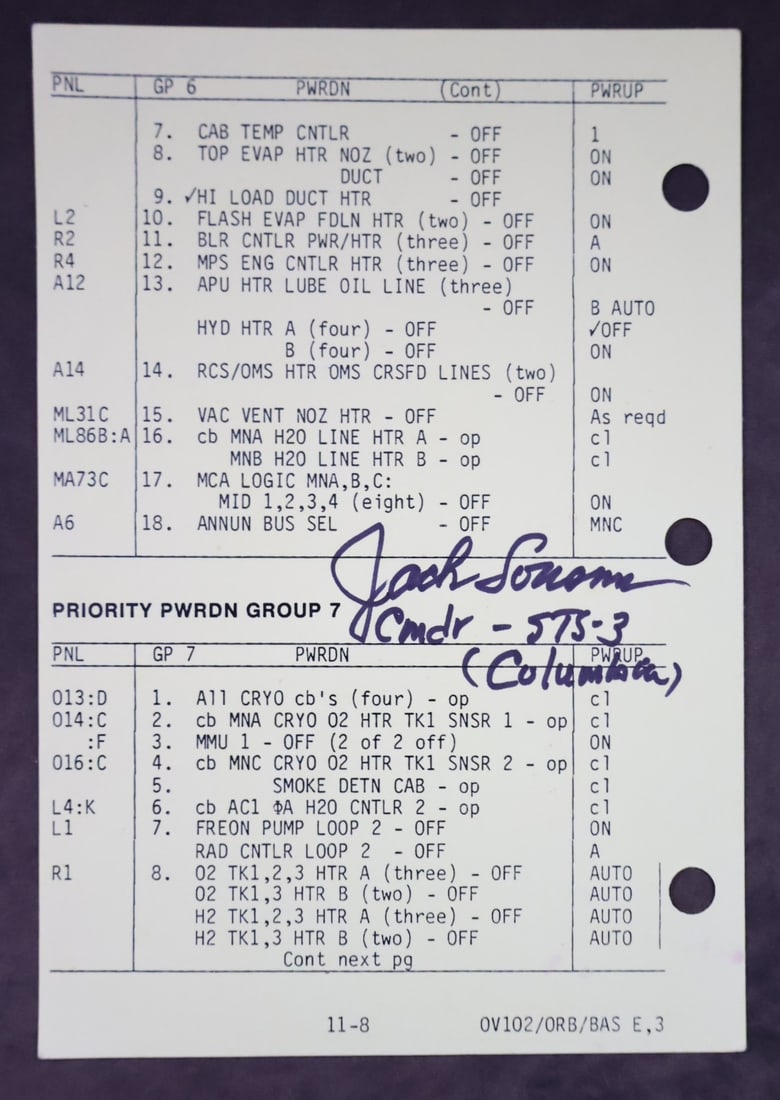 PNL GP 6 PWRDN (Cont) PWRUP
7. CAB TEMP CNTLR - OFF 1
8. TOP EVAP HTR NOZ (two) - OFF ON
DUCT - OFF ON
9. ✓HI LOAD DUCT HTR - OFF
L2 10. FLASH EVAP FDLN HTR (two) - OFF ON
R2 11. BLR CNTLR PWR/HTR (three) - OFF A
R4 12. MPS ENG CNTLR HTR (three) - OFF ON
A12 13. APU HTR LUBE OIL LINE (three)
- OFF B AUTO
HYD HTR A (four) - OFF ✓OFF
B (four) - OFF ON
A14 14. RCS/OMS HTR OMS CRSFD LINES (two)
- OFF ON
ML31C 15. VAC VENT NOZ HTR - OFF As reqd
ML86B:A 16. cb MNA H2O LINE HTR A - op cl
MNB H2O LINE HTR B - op cl
MA73C 17. MCA LOGIC MNA,B,C:
MID 1,2,3,4 (eight) - OFF ON
A6 18. ANNUN BUS SEL - OFF MNC
Jack Lousma
Cmdr - STS-3
(Columbia)
PRIORITY PWRDN GROUP 7
PNL GP 7 PWRDN PWRUP
013:D 1. All CRYO cb's (four) - op cl
014:C 2. cb MNA CRYO O2 HTR TK1 SNSR 1 - op cl
:F 3. MMU 1 - OFF (2 of 2 off) ON
016:C 4. cb MNC CRYO O2 HTR TK1 SNSR 2 - op cl
5. SMOKE DETN CAB - op cl
L4:K 6. cb AC1 ΦA H2O CNTLR 2 - op cl
L1 7. FREON PUMP LOOP 2 - OFF ON
RAD CNTLR LOOP 2 - OFF A
R1 8. O2 TK1,2,3 HTR A (three) - OFF AUTO
O2 TK1,3 HTR B (two) - OFF AUTO
H2 TK1,2,3 HTR A (three) - OFF AUTO
H2 TK1,3 HTR B (two) - OFF AUTO
Cont next pg
11-8 OV102/ORB/BAS E,3